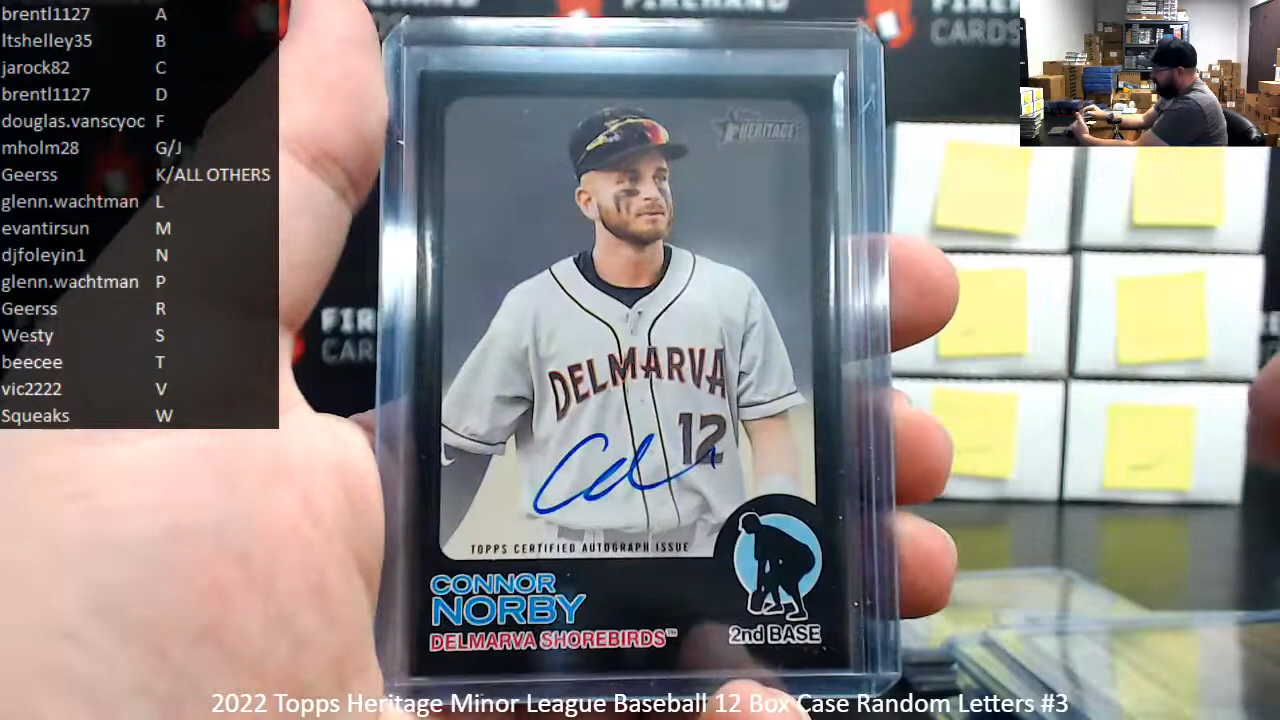 brentl1127 A
ltshelley35 B
jarock82 C
brentl1127 D
douglas.vanscyoc F
mholm28 G/J
Geerss K/ALL OTHERS
glenn.wachtman L
evantirsun M
djfoleyin1 N
glenn.wachtman P
Geerss R
Westy S
beecee T
vic2222 V
Squeaks W
CARDS
HERITAGE
DELMARVA
12
TOPPS CERTIFIED AUTOGRAPH ISSUE
CONNOR
NORBY
DELMARVA SHOREBIRDS™
2nd BASE
2022 Topps Heritage Minor League Baseball 12 Box Case Random Letters #3